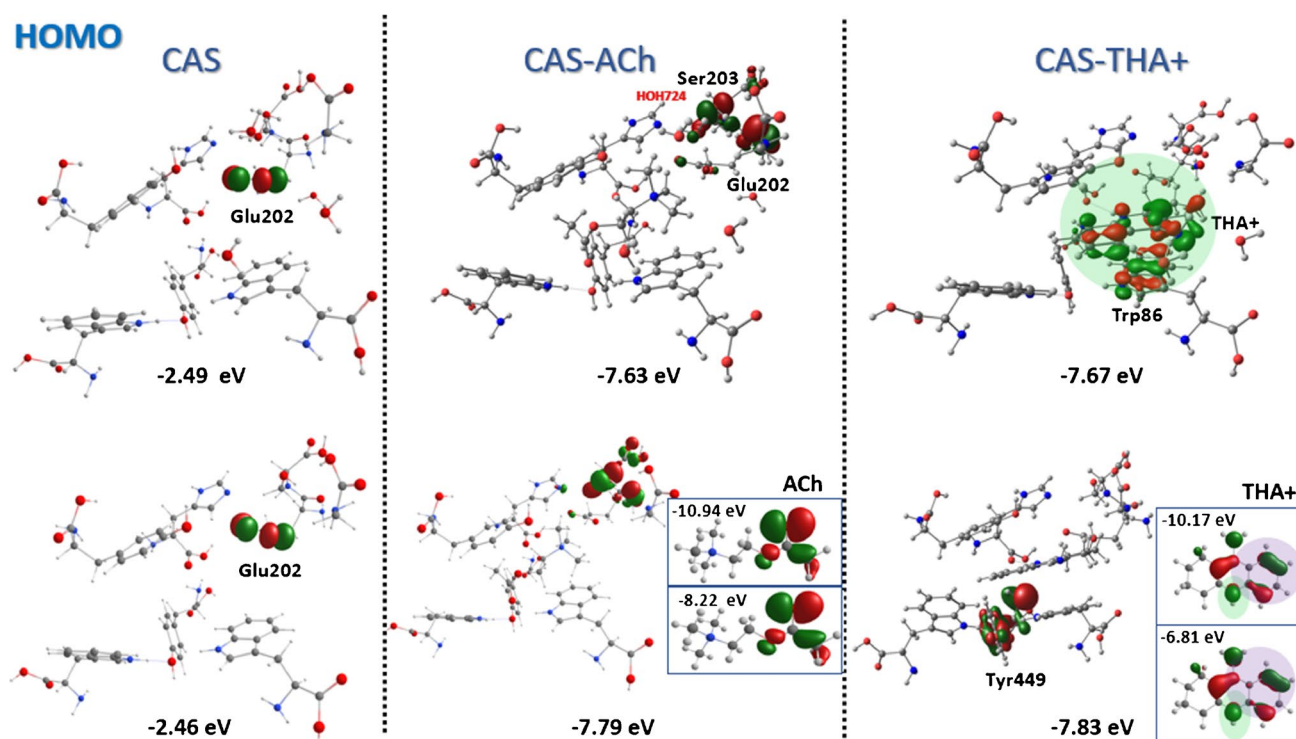 HOMO
CAS
CAS-ACh
CAS-THA+
Ser203
HOH724
Glu202
Glu202
THA+
Trp86
-2.49 eV
-7.63 eV
-7.67 eV
ACh
THA+
-10.94 eV
-10.17 eV
Glu202
-8.22 eV
-6.81 eV
Tyr449
-2.46 eV
-7.79 eV
-7.83 eV